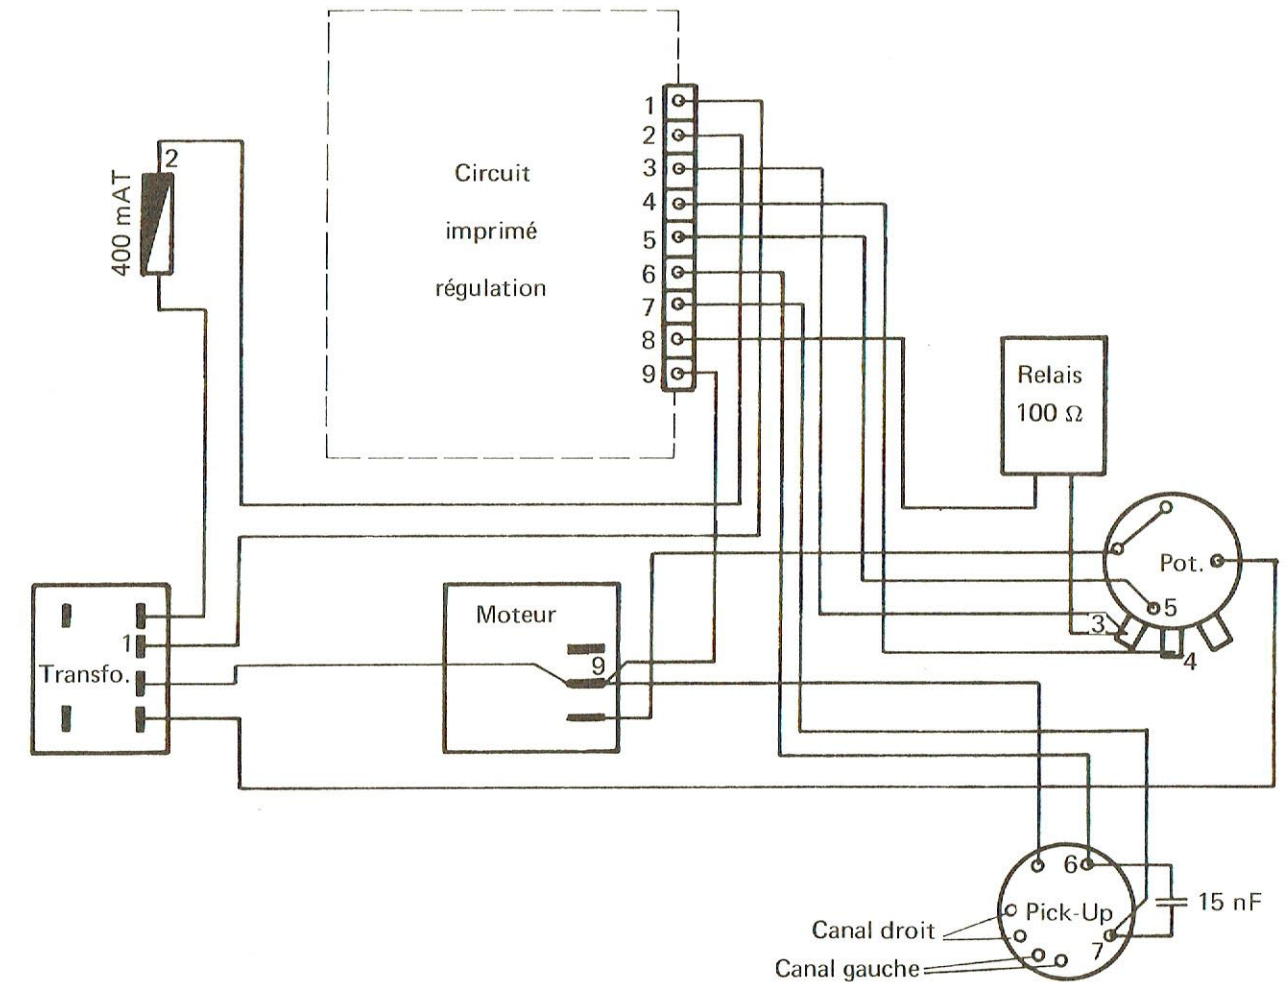 1
2
3
4
5
6
7
8
9
Circuit
imprimé
régulation
2
400 mAT
Relais
100 Ω
Pot.
5
3
4
Moteur
9
1
Transfo.
6
Pick-Up
7
15 nF
Canal droit
Canal gauche